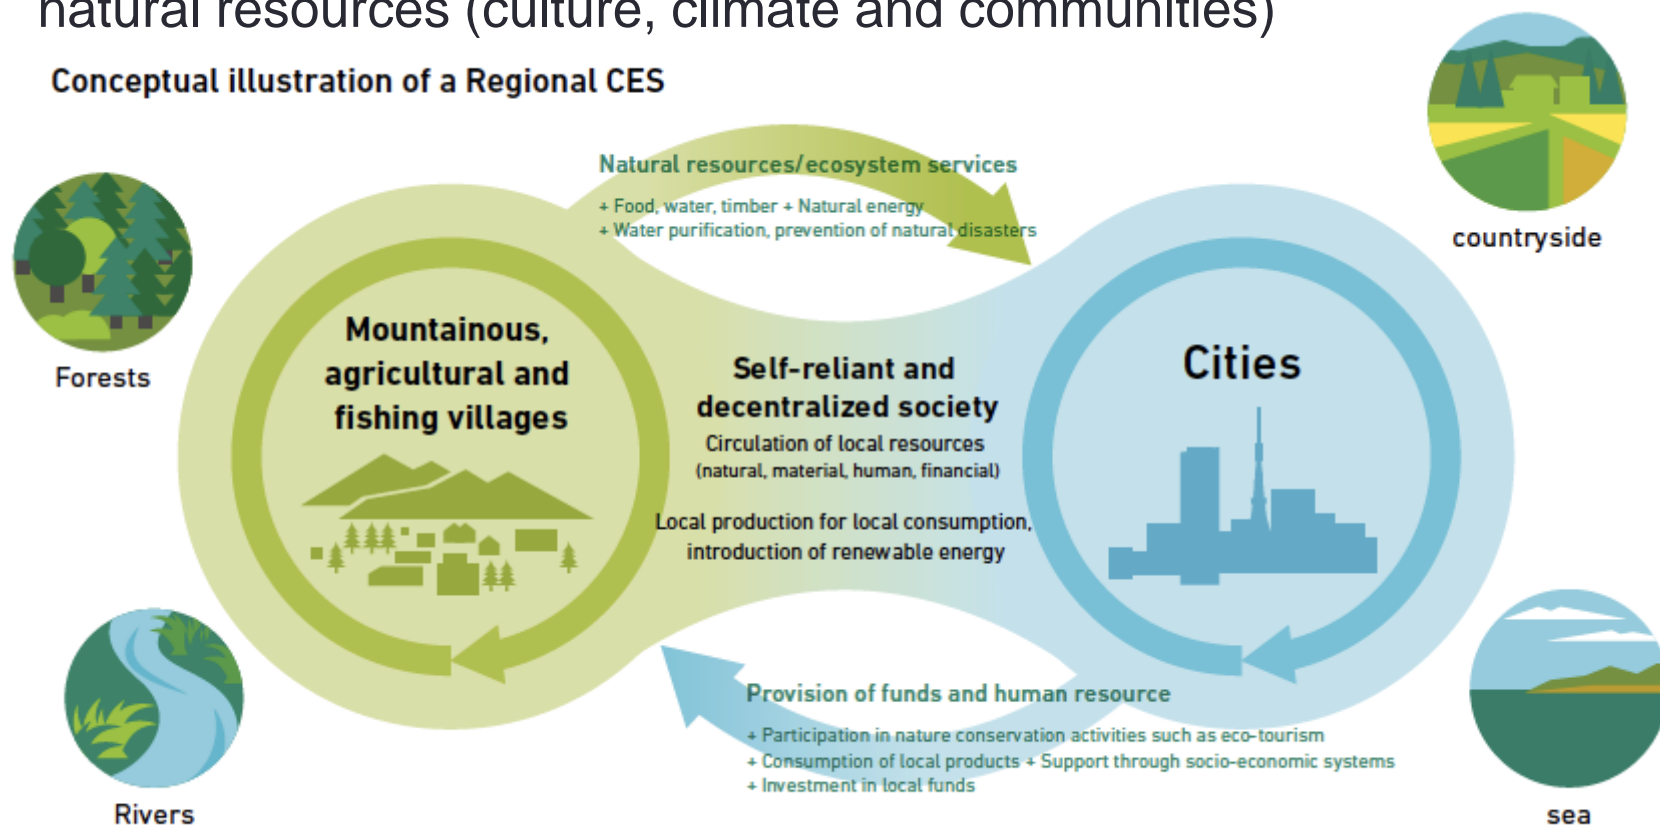 natural resources (culture, climate and communities)
Conceptual illustration of a Regional CES
Natural resources/ecosystem services
+ Food, water, timber + Natural energy
+ Water purification, prevention of natural disasters
countryside
Forests
Mountainous,
agricultural and
fishing villages
Self-reliant and
decentralized society
Circulation of local resources
(natural, material, human, financial)
Local production for local consumption,
introduction of renewable energy
Cities
Provision of funds and human resource
+ Participation in nature conservation activities such as eco-tourism
+ Consumption of local products + Support through socio-economic systems
+ Investment in local funds
Rivers
sea